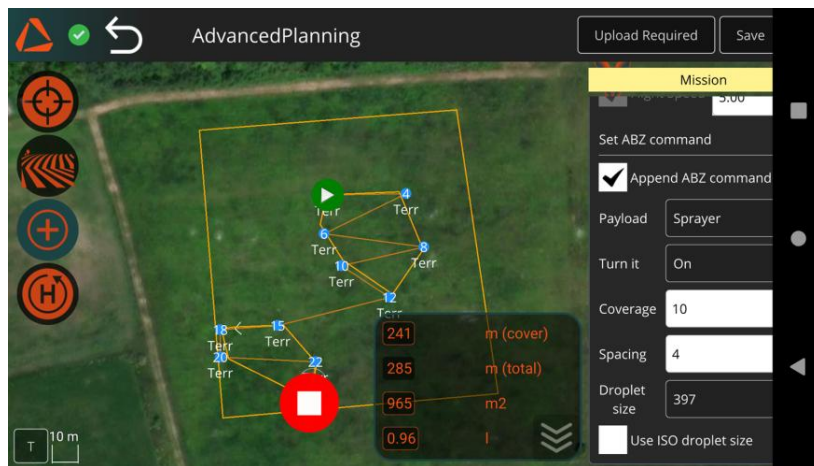 AdvancedPlanning
Upload Required
Save
Mission
5.00
Set ABZ command
Append ABZ command
Payload
Sprayer
Turn it
On
Coverage
10
Spacing
4
Droplet size
397
Use ISO droplet size
4
Terr
Terr
6
Terr
8
Terr
10
Terr
12
Terr
15
Terr
18
Terr
20
Terr
22
241 m (cover)
285 m (total)
965 m2
0.96 l
H
T
10 m